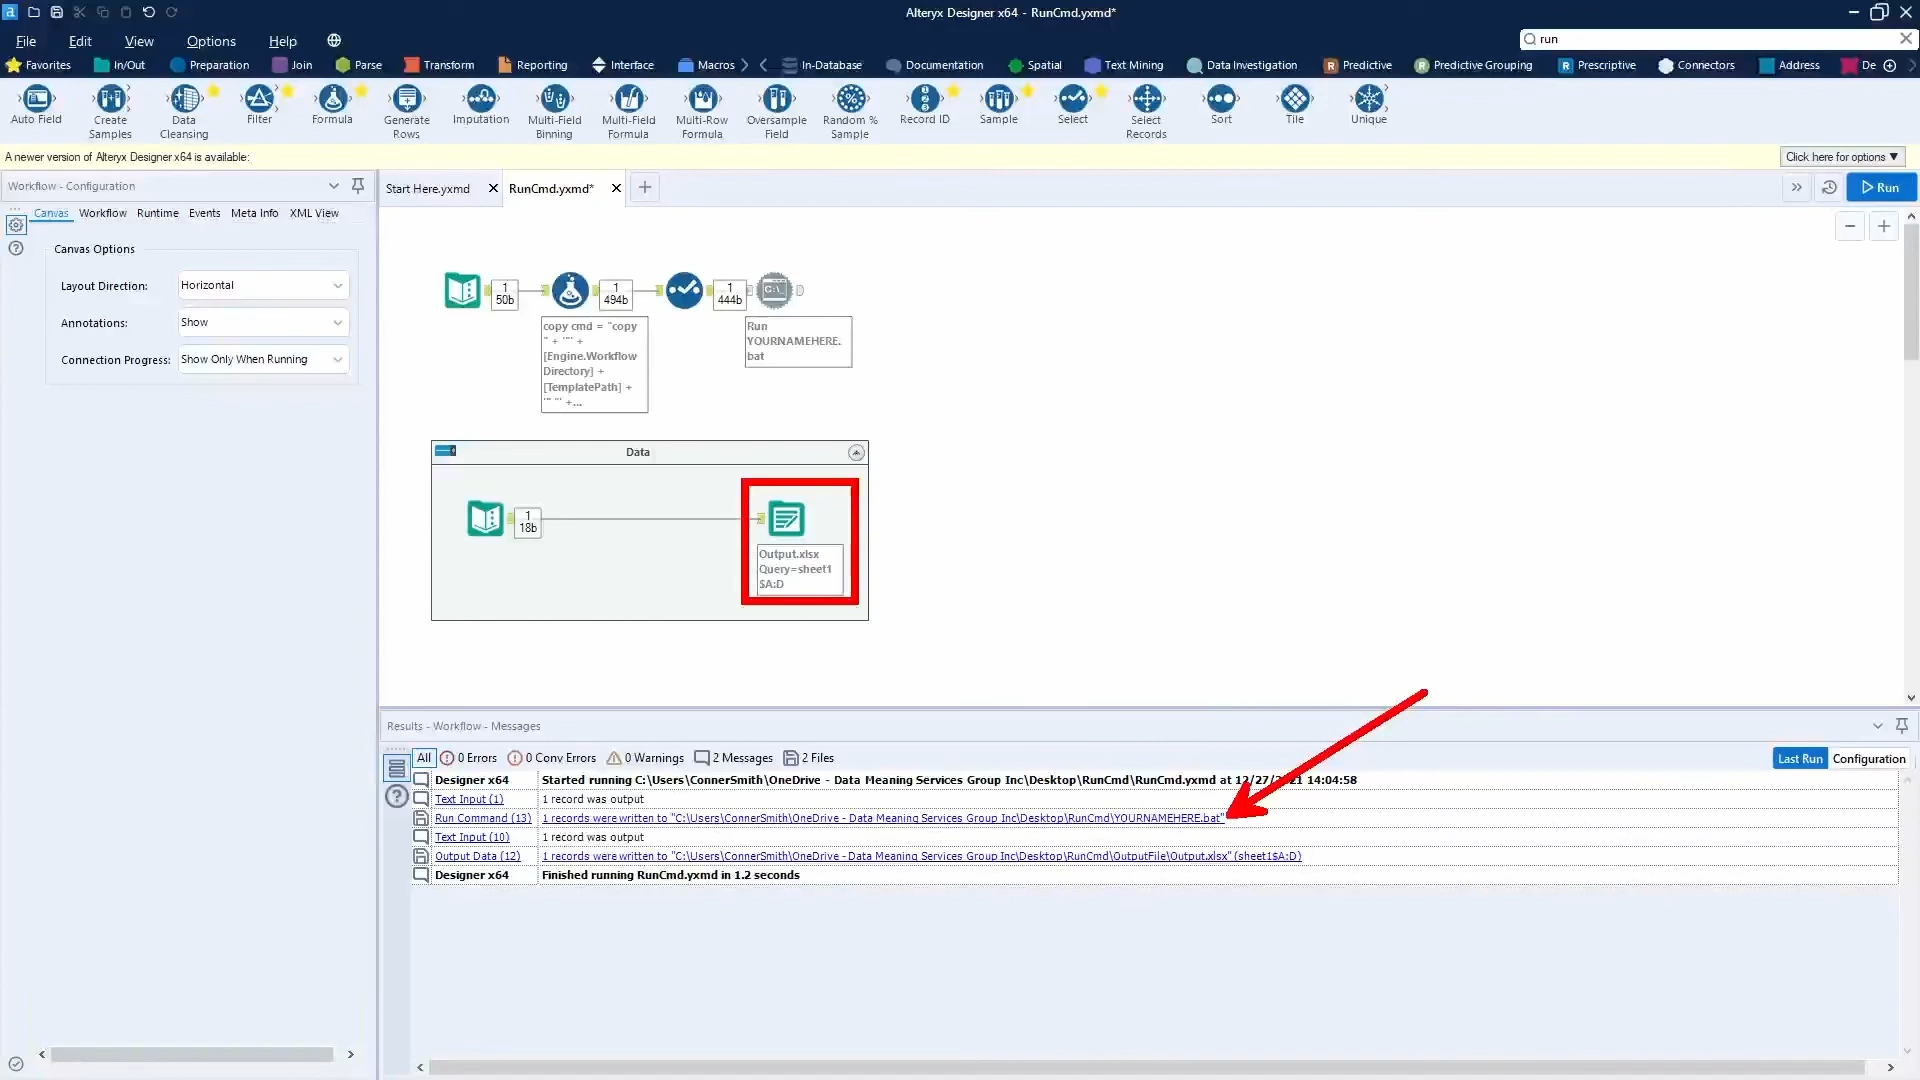 Alteryx Designer x64 - RunCmd.yxmd*
File Edit View Options Help
run
Favorites In/Out Preparation Join Parse Transform Reporting Interface Macros In-Database Documentation Spatial Text Mining Data Investigation Predictive Predictive Grouping Prescriptive Connectors Address De
Auto Field
Create
Samples
Data
Cleansing
Filter
Formula
Generate
Rows
Imputation
Multi-Field
Binning
Multi-Field
Formula
Multi-Row
Formula
Oversample
Field
Random %
Sample
Record ID
Sample
Select
Select
Records
Sort
Tile
Unique
A newer version of Alteryx Designer x64 is available:
Click here for options ▼
Workflow - Configuration
Start Here.yxmd
RunCmd.yxmd*
Run
Canvas Workflow Runtime Events Meta Info XML View
Canvas Options
Layout Direction: Horizontal
Annotations: Show
Connection Progress: Show Only When Running
1
50b
1
494b
1
444b
C:\_
copy cmd = "copy
" + '"' +
[Engine.Workflow
Directory] +
[TemplatePath] +
'" "' +...
Run
YOURNAMEHERE.
bat
Data
1
18b
Output.xlsx
Query=sheet1
$A:D
Results - Workflow - Messages
All 0 Errors 0 Conv Errors 0 Warnings 2 Messages 2 Files
Last Run Configuration
Designer x64 Started running C:\Users\ConnerSmith\OneDrive - Data Meaning Services Group Inc\Desktop\RunCmd\RunCmd.yxmd at 12/27/2021 14:04:58
Text Input (1) 1 record was output
Run Command (13) 1 records were written to "C:\Users\ConnerSmith\OneDrive - Data Meaning Services Group Inc\Desktop\RunCmd\YOURNAMEHERE.bat"
Text Input (10) 1 record was output
Output Data (12) 1 records were written to "C:\Users\ConnerSmith\OneDrive - Data Meaning Services Group Inc\Desktop\RunCmd\OutputFile\Output.xlsx" (sheet1$A:D)
Designer x64 Finished running RunCmd.yxmd in 1.2 seconds